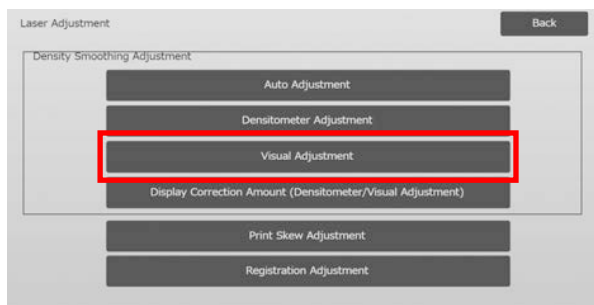 Laser Adjustment
Back
Density Smoothing Adjustment
Auto Adjustment
Densitometer Adjustment
Visual Adjustment
Display Correction Amount (Densitometer/Visual Adjustment)
Print Skew Adjustment
Registration Adjustment